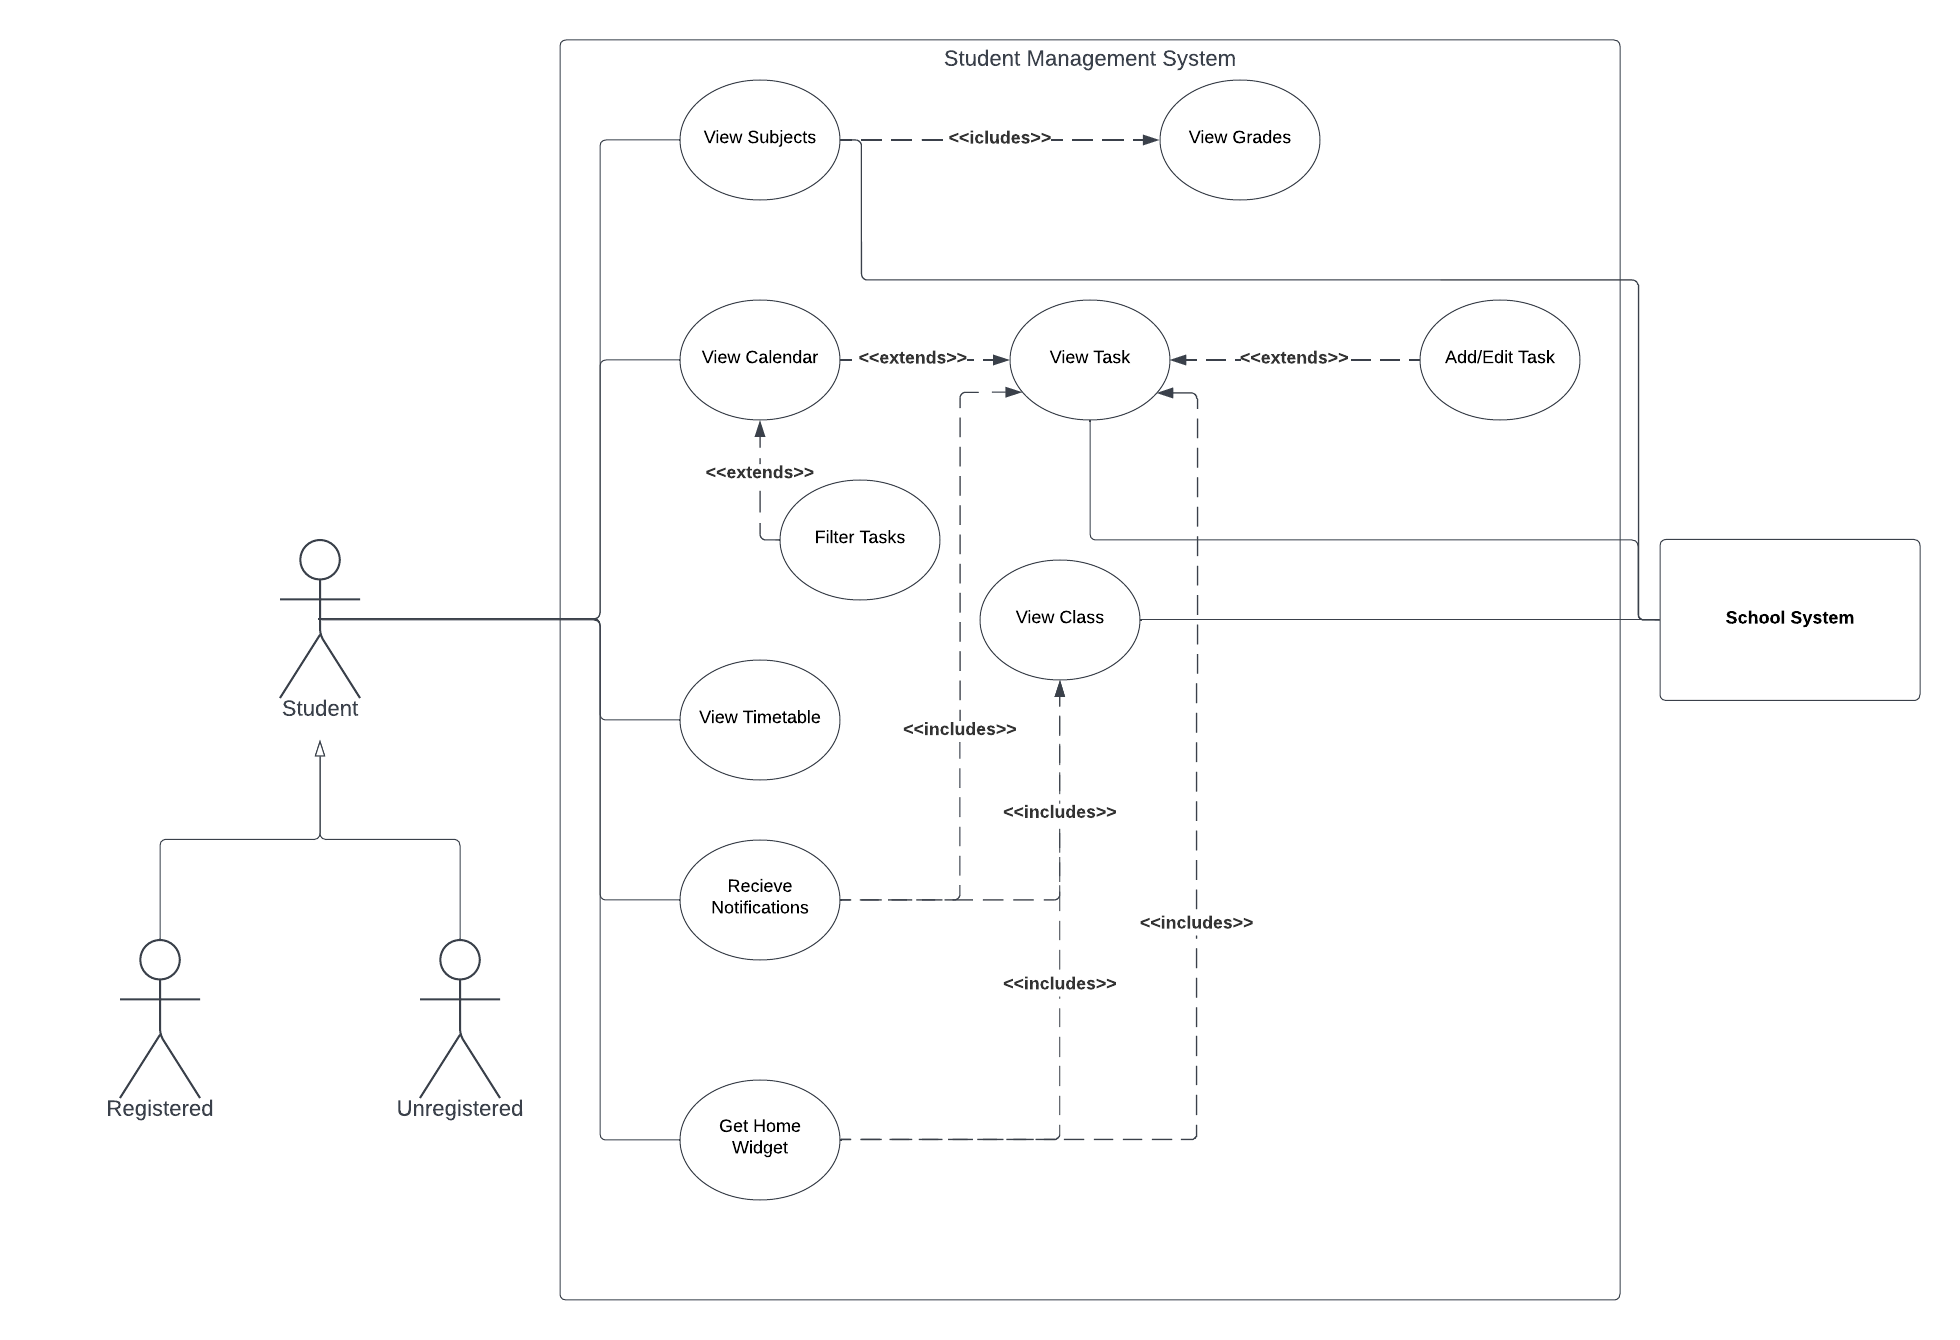 Student Management System
View Subjects
<<icludes>>
View Grades
View Calendar
<<extends>>
View Task
<<extends>>
Add/Edit Task
<<extends>>
Filter Tasks
View Class
School System
Student
View Timetable
<<includes>>
<<includes>>
Recieve
Notifications
<<includes>>
<<includes>>
Registered
Unregistered
Get Home
Widget